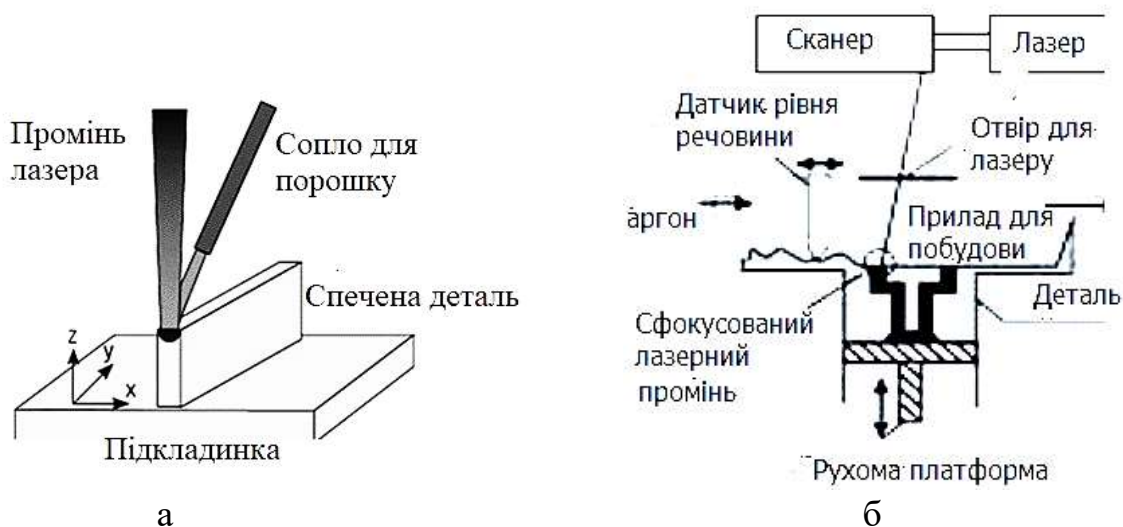 Промінь
лазера
Сопло для
порошку
Спечена деталь
z
y
x
Підкладинка
а
Сканер
Лазер
Датчик рівня
речовини
Отвір для
лазеру
аргон
Прилад для
побудови
Деталь
Сфокусований
лазерний
промінь
Рухома платформа
б